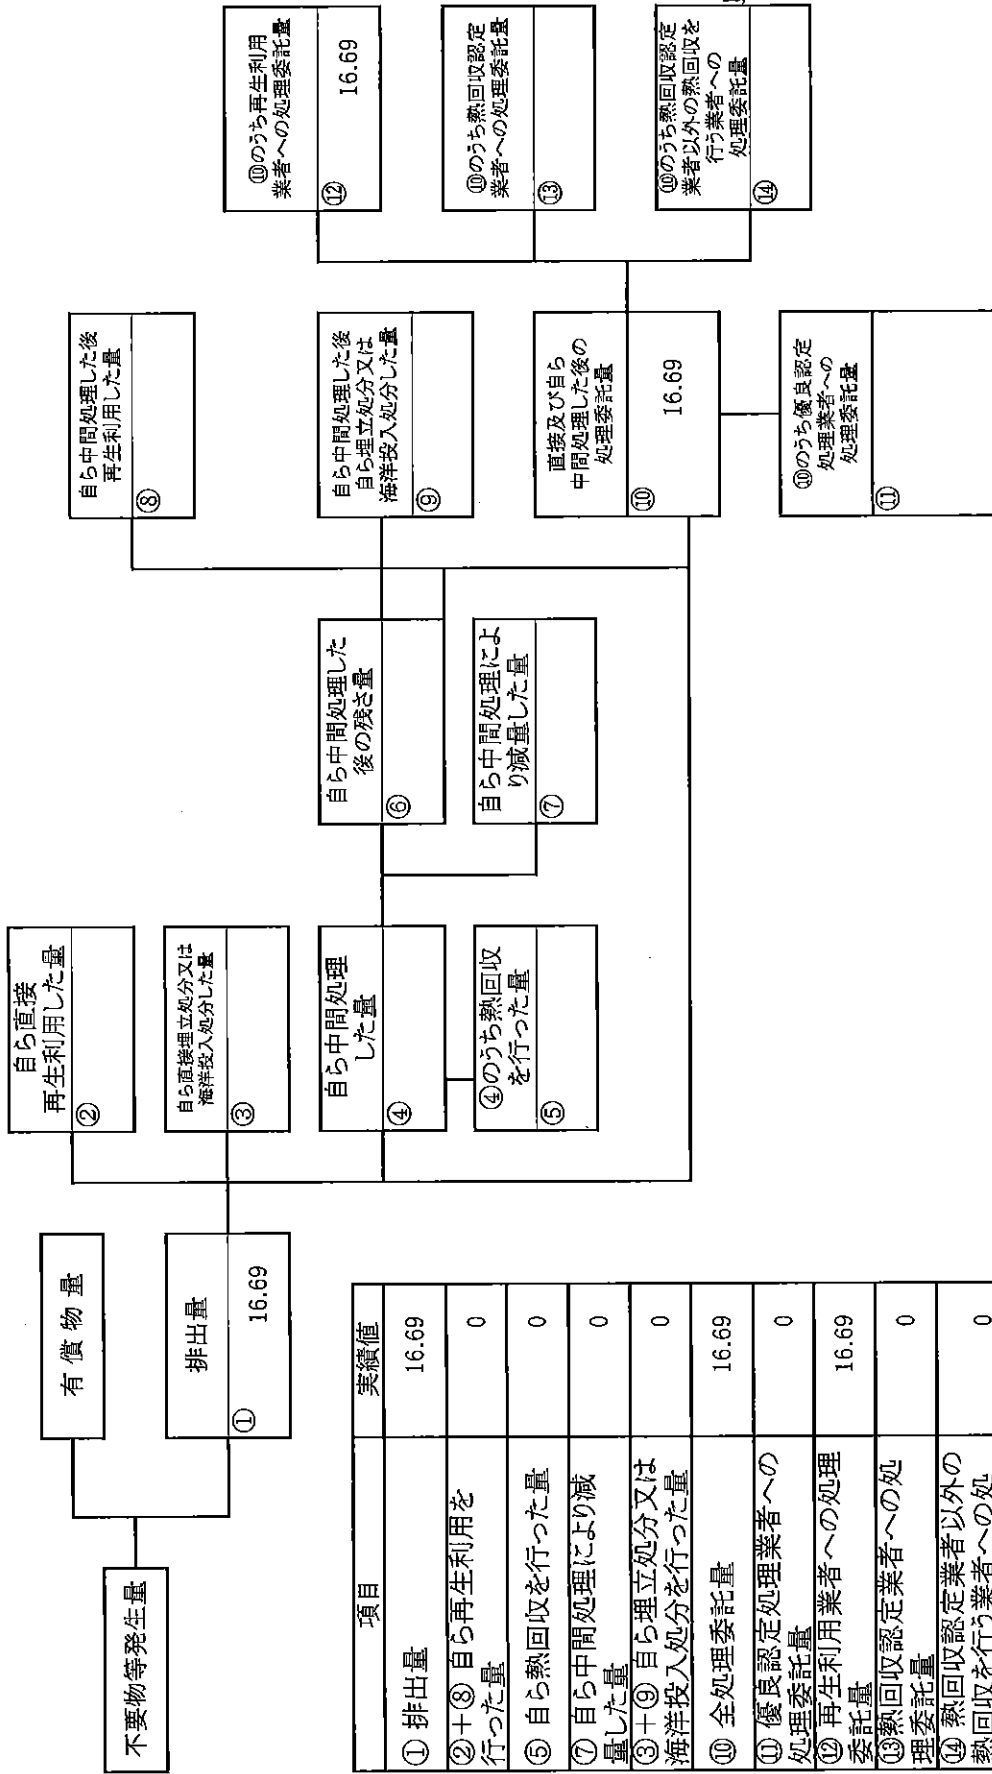 不要物等発生量
有償物量
排出量
①
16.69
自ら直接
再生利用した量
②
自ら直接埋立処分又は
海洋投入処分した量
③
自ら中間処理
した量
④
④のうち熱回収
を行った量
⑤
自ら中間処理した
後の残さ量
⑥
自ら中間処理によ
り減量した量
⑦
自ら中間処理した後
再生利用した量
⑧
自ら中間処理した後
自ら埋立処分又は
海洋投入処分した量
⑨
直接及び自ら
中間処理した後の
処理委託量
⑩
16.69
⑩のうち優良認定
処理業者への
処理委託量
⑪
⑩のうち再生利用
業者への処理委託量
⑫
16.69
⑩のうち熱回収認定
業者への処理委託量
⑬
⑩のうち熱回収認定
業者以外の熱回収を
行う業者への
処理委託量
⑭
項目 実績値
① 排出量 16.69
②+⑧ 自ら再生利用を
行った量 0
⑤ 自ら熱回収を行った量 0
⑦ 自ら中間処理により減
量した量 0
③+⑨ 自ら埋立処分又は
海洋投入処分を行った量 0
⑩ 全処理委託量 16.69
⑪ 優良認定処理業者への
処理委託量 0
⑫ 再生利用業者への処理
委託量 16.69
⑬熱回収認定業者への処
理委託量 0
⑭ 熱回収認定業者以外の
熱回収を行う業者への処 0